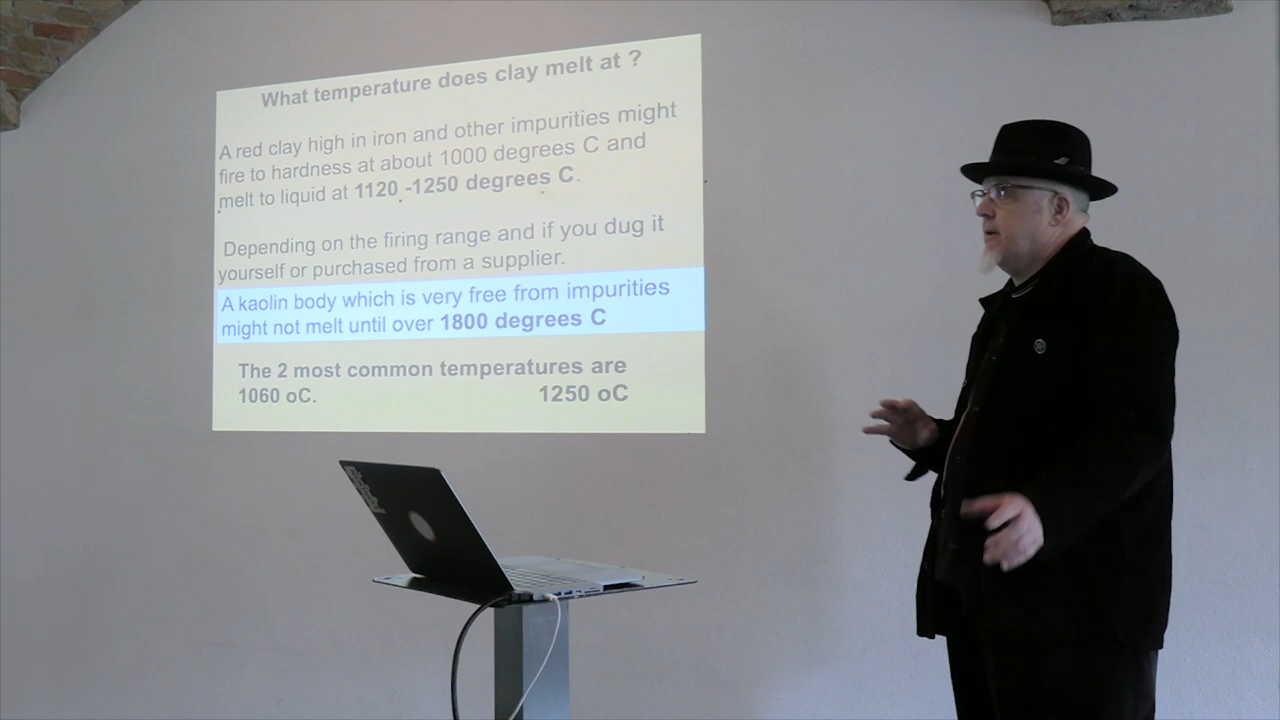 What temperature does clay melt at ?
A red clay high in iron and other impurities might
fire to hardness at about 1000 degrees C and
melt to liquid at 1120 -1250 degrees C.
Depending on the firing range and if you dug it
yourself or purchased from a supplier.
A kaolin body which is very free from impurities
might not melt until over 1800 degrees C
The 2 most common temperatures are
1060 oC. 1250 oC